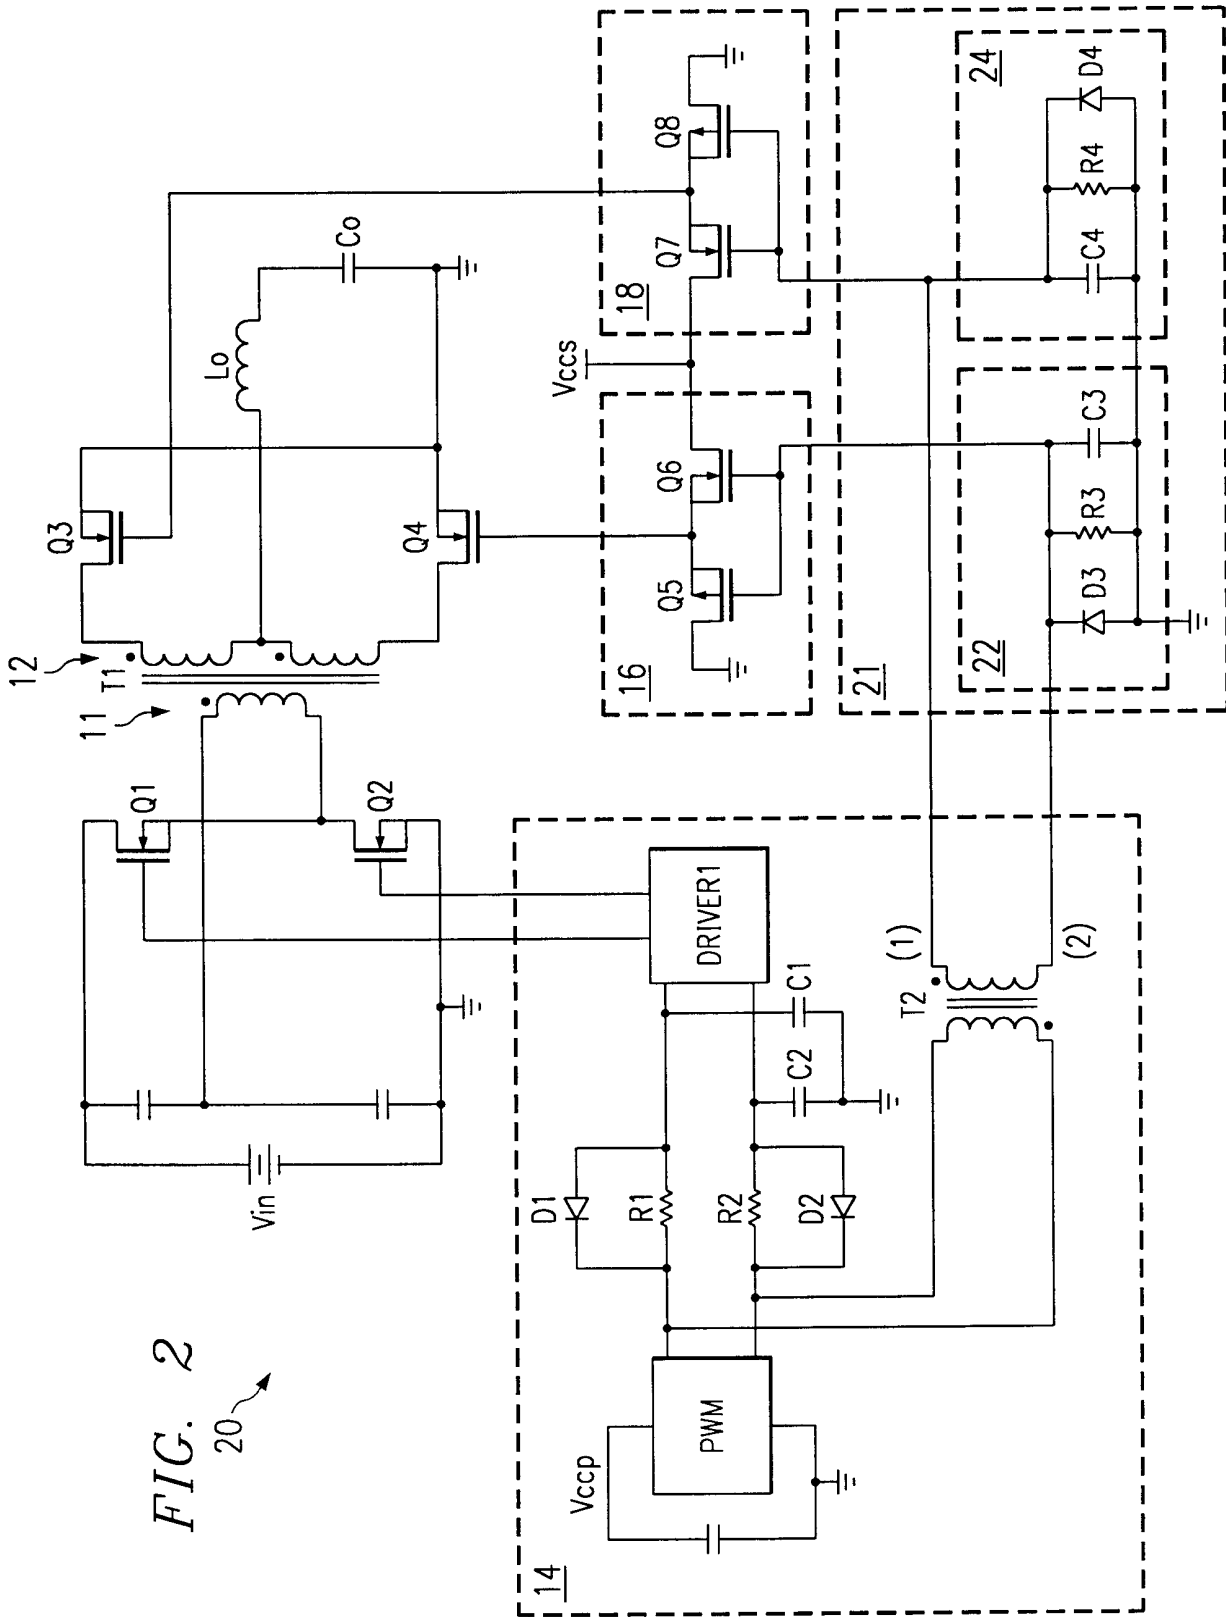 FIG. 2
20
12
T1
11
Q3
Lo
Co
Q4
Q1
Q2
Vin
Vccs
16
Q5
Q6
18
Q7
Q8
14
Vccp
PWM
D1
R1
R2
D2
C2
C1
DRIVER1
T2
(1)
(2)
21
22
D3
R3
C3
24
C4
R4
D4